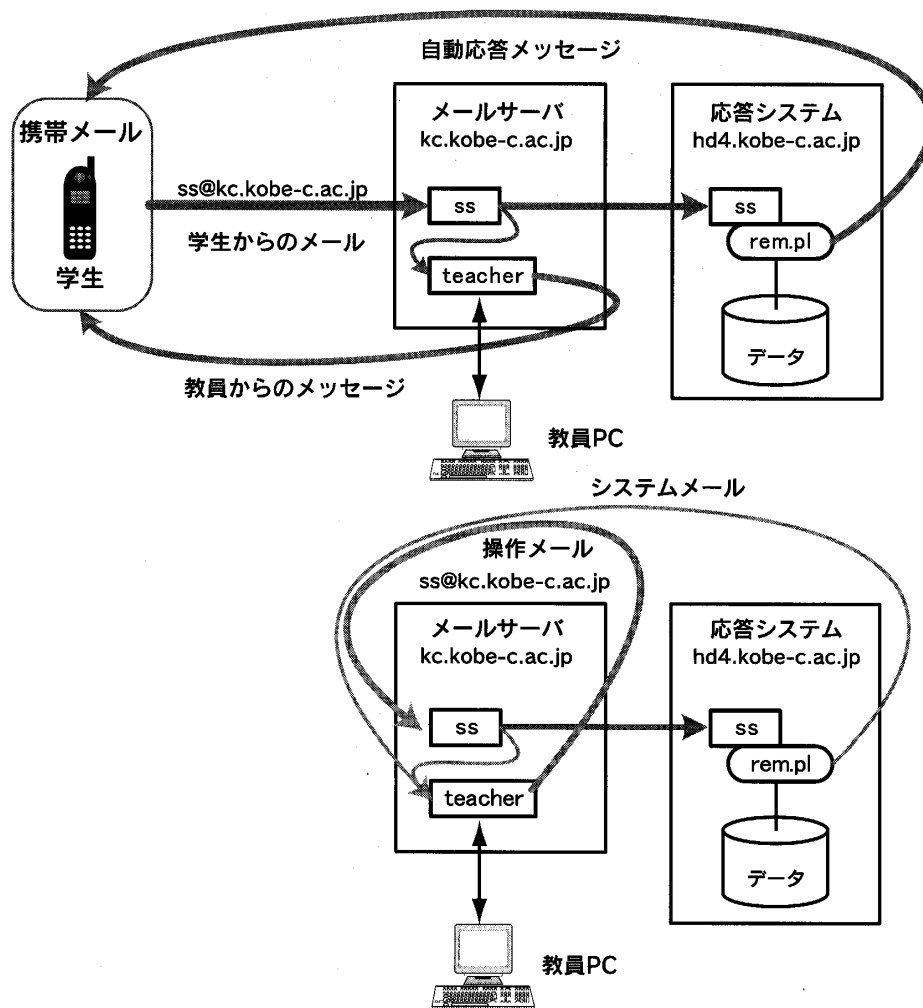 自動応答メッセージ
携帯メール
学生
ss@kc.kobe-c.ac.jp
学生からのメール
メールサーバ
kc.kobe-c.ac.jp
ss
teacher
応答システム
hd4.kobe-c.ac.jp
ss
rem.pl
データ
教員からのメッセージ
教員PC
システムメール
操作メール
ss@kc.kobe-c.ac.jp
メールサーバ
kc.kobe-c.ac.jp
ss
teacher
応答システム
hd4.kobe-c.ac.jp
ss
rem.pl
データ
教員PC